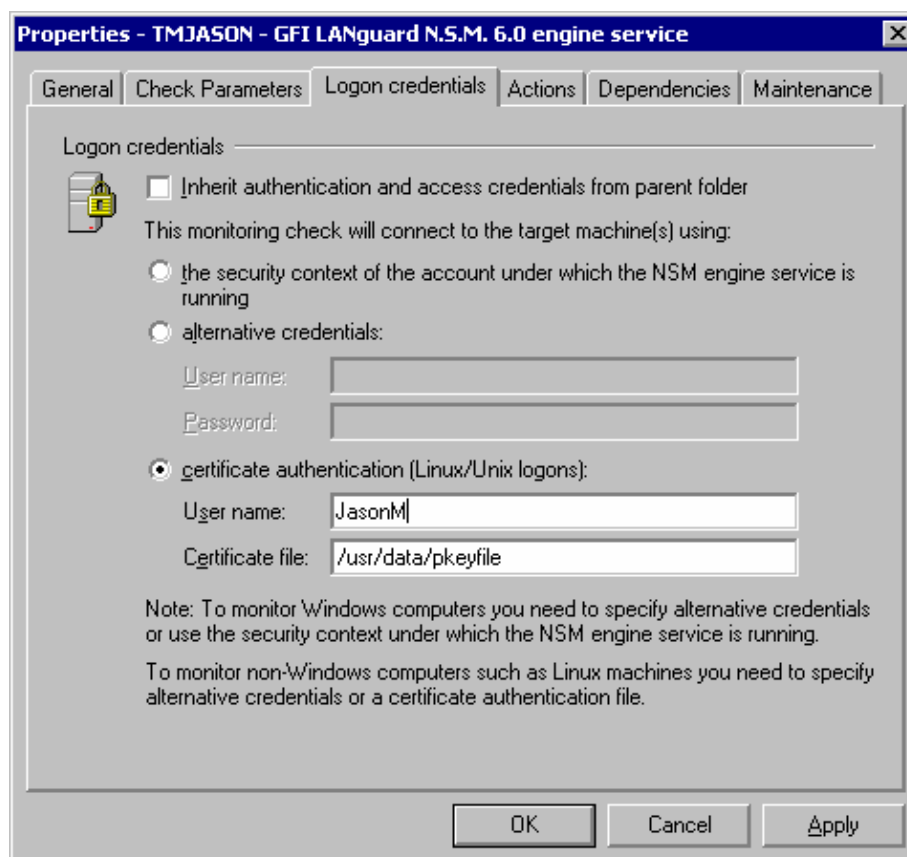 Properties - TMJASON - GFI LANguard N.S.M. 6.0 engine service
General Check Parameters Logon credentials Actions Dependencies Maintenance
Logon credentials
Inherit authentication and access credentials from parent folder
This monitoring check will connect to the target machine(s) using:
the security context of the account under which the NSM engine service is
running
alternative credentials:
User name:
Password:
certificate authentication (Linux/Unix logons):
User name: JasonM
Certificate file: /usr/data/pkeyfile
Note: To monitor Windows computers you need to specify alternative credentials
or use the security context under which the NSM engine service is running.
To monitor non-Windows computers such as Linux machines you need to specify
alternative credentials or a certificate authentication file.
OK Cancel Apply